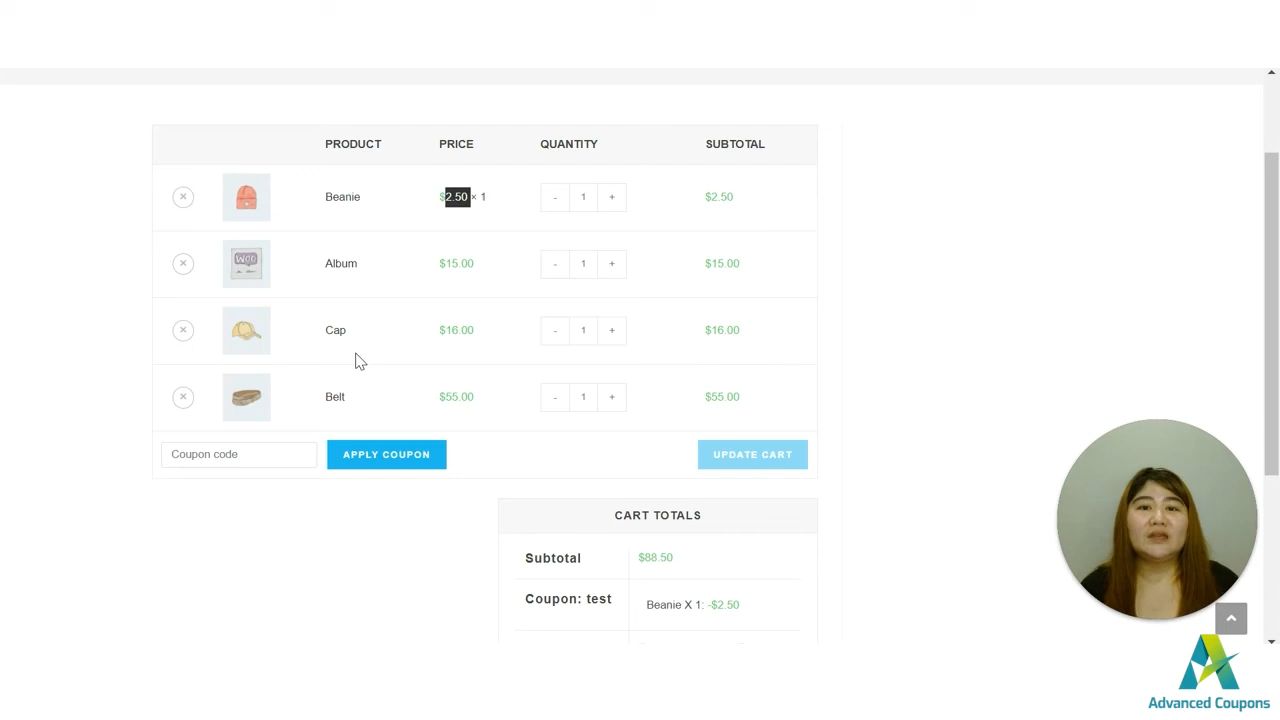 PRODUCT PRICE QUANTITY SUBTOTAL
× Beanie $2.50 × 1 - 1 + $2.50
× WOO Album $15.00 - 1 + $15.00
× Cap $16.00 - 1 + $16.00
× Belt $55.00 - 1 + $55.00
Coupon code APPLY COUPON UPDATE CART
CART TOTALS
Subtotal $88.50
Coupon: test Beanie X 1: -$2.50
Advanced Coupons